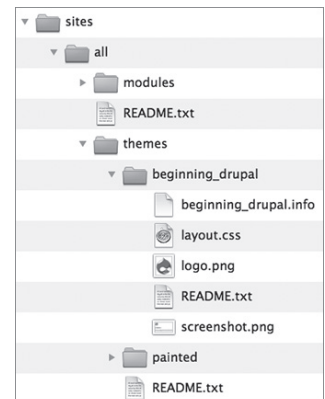 sites
all
modules
README.txt
themes
beginning_drupal
beginning_drupal.info
layout.css
logo.png
README.txt
screenshot.png
painted
README.txt